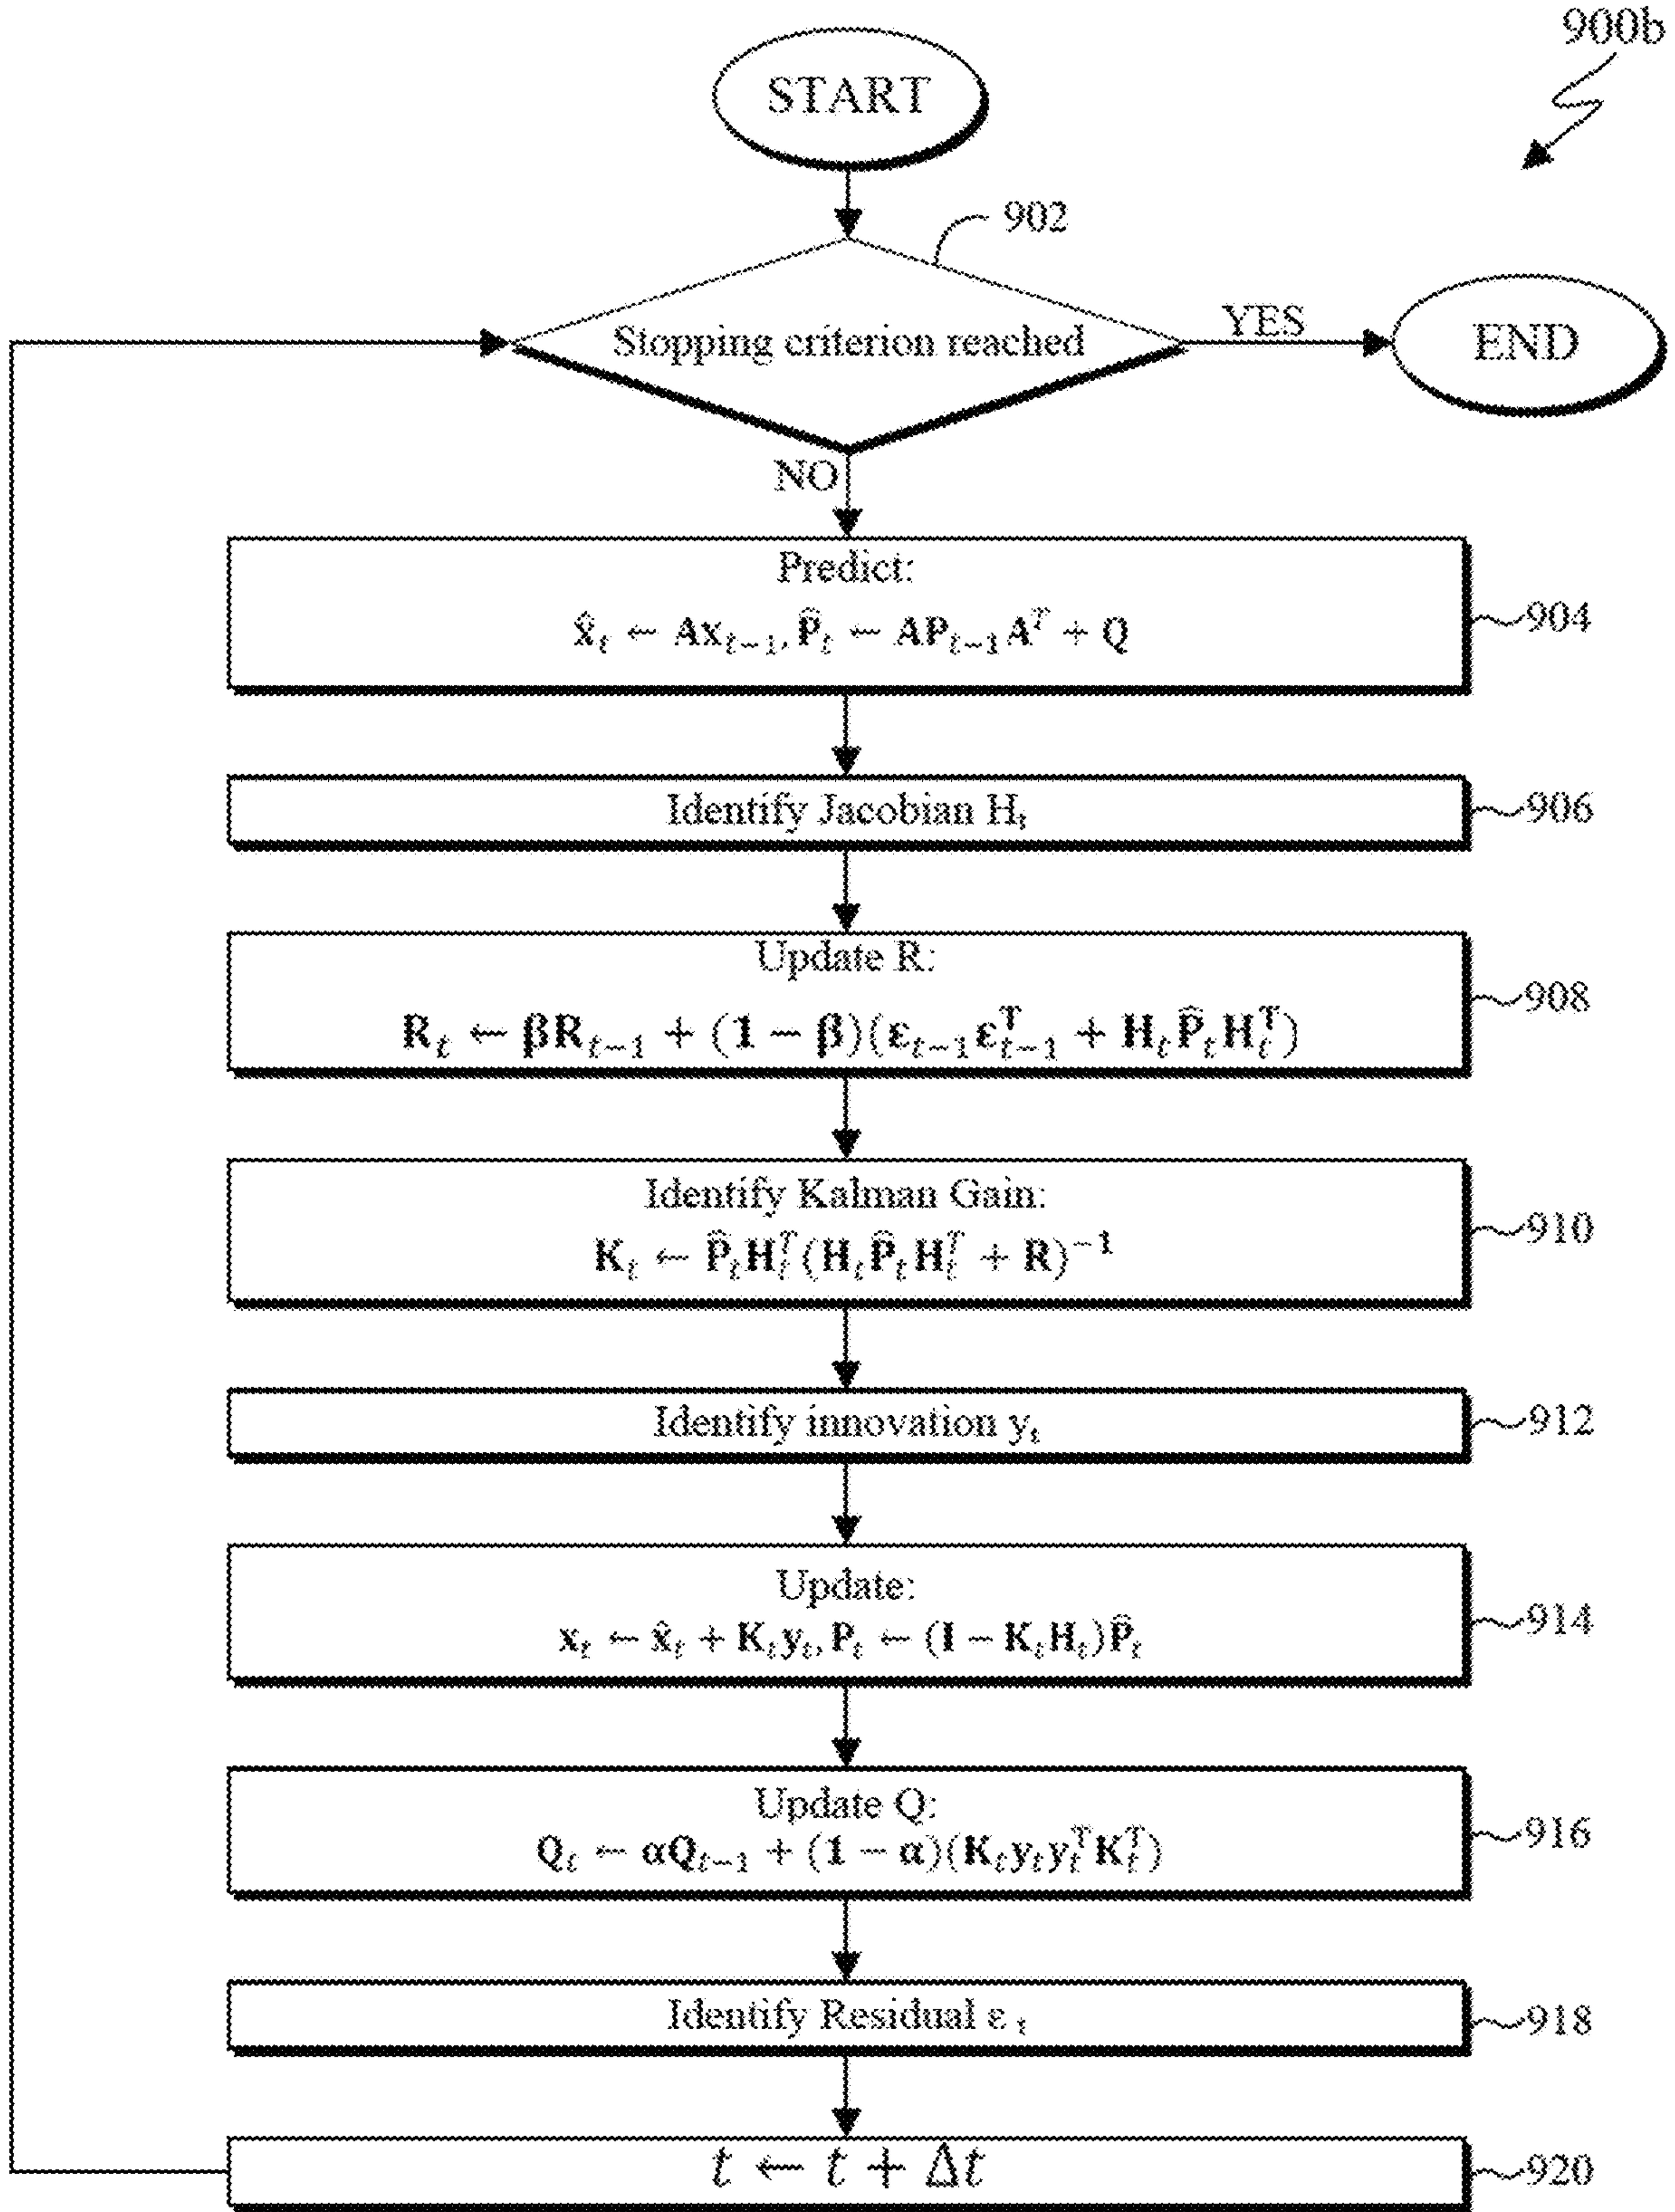 900b
START
902
Stopping criterion reached
YES
END
NO
Predict:
x̂ₜ ← Axₜ₋₁, P̂ₜ ← APₜ₋₁Aᵀ + Q
904
Identify Jacobian Hₜ
906
Update R:
Rₜ ← βRₜ₋₁ + (1 − β)(εₜ₋₁εᵀₜ₋₁ + HₜP̂ₜHₜᵀ)
908
Identify Kalman Gain:
Kₜ ← P̂ₜHₜᵀ(HₜP̂ₜHₜᵀ + R)⁻¹
910
Identify innovation yₜ
912
Update:
xₜ ← x̂ₜ + Kₜyₜ, Pₜ ← (I − KₜHₜ)P̂ₜ
914
Update Q:
Qₜ ← αQₜ₋₁ + (1 − α)(KₜyₜyₜᵀKₜᵀ)
916
Identify Residual ε ₜ
918
t ← t + Δt
920